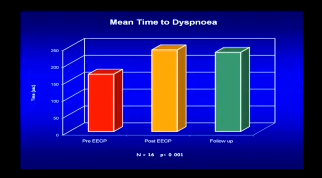 Mean Time to Dyspnoea
Time (sec)
250
200
150
100
50
0
Pre EECP
Post EECP
Follow up
N = 16 p= 0 001